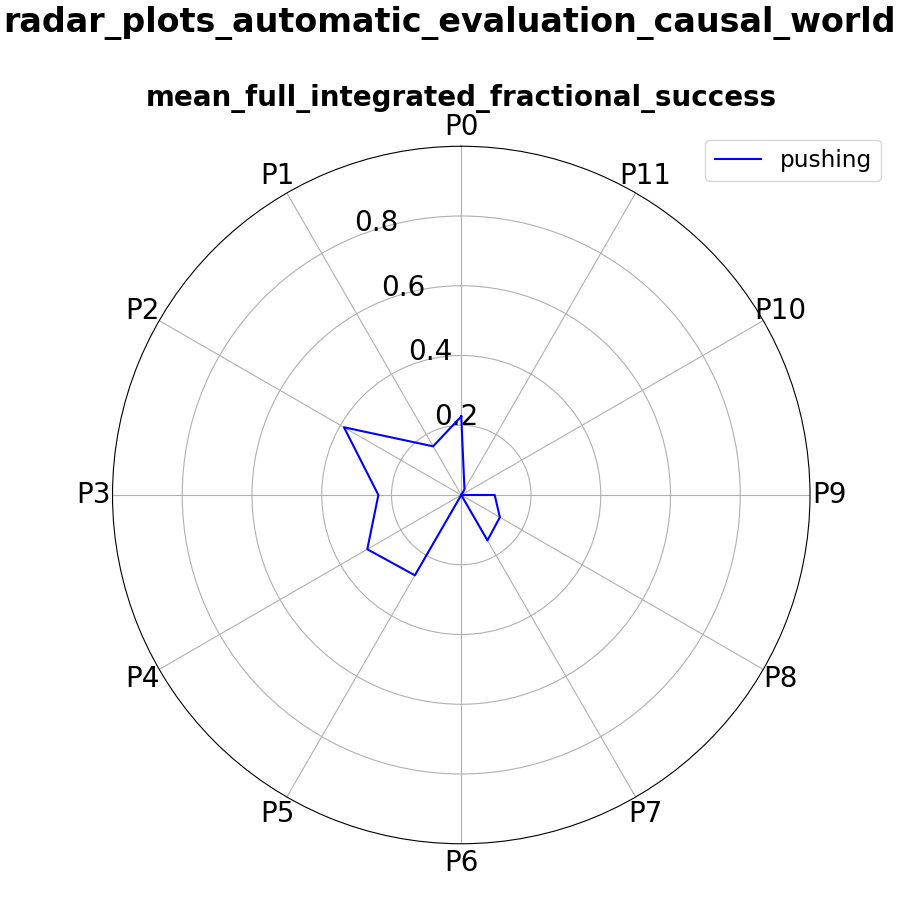 radar_plots_automatic_evaluation_causal_world
mean_full_integrated_fractional_success
P0
pushing
P1
P11
0.8
0.6
P2
P10
0.4
0.2
P3
P9
P4
P8
P5
P7
P6